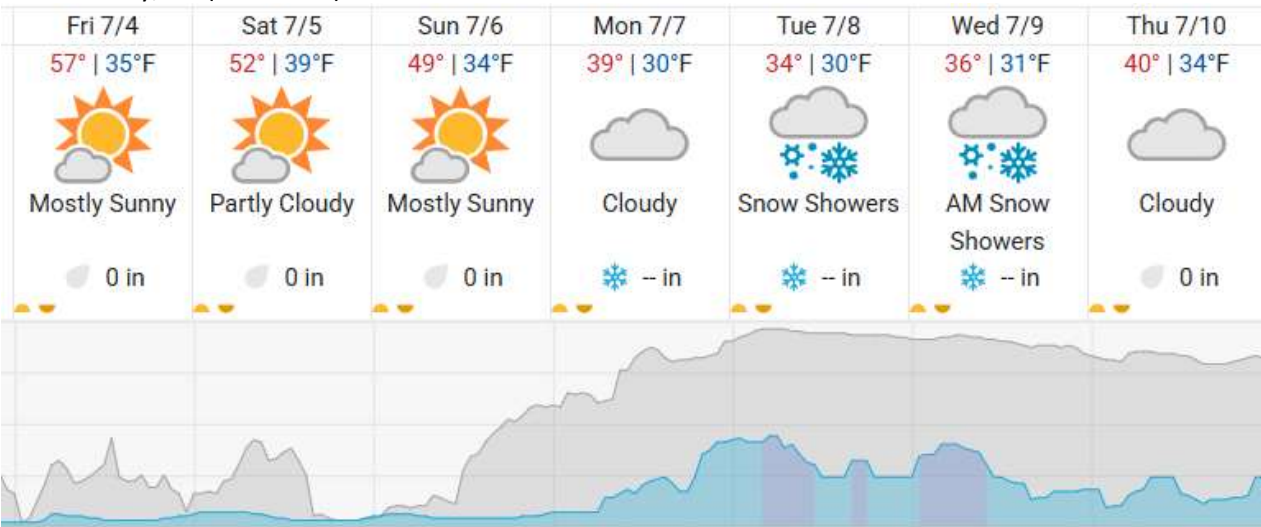 Fri 7/4 Sat 7/5 Sun 7/6 Mon 7/7 Tue 7/8 Wed 7/9 Thu 7/10
57° | 35°F 52° | 39°F 49° | 34°F 39° | 30°F 34° | 30°F 36° | 31°F 40° | 34°F
Mostly Sunny Partly Cloudy Mostly Sunny Cloudy Snow Showers AM Snow Cloudy
Showers
0 in 0 in 0 in -- in -- in -- in 0 in